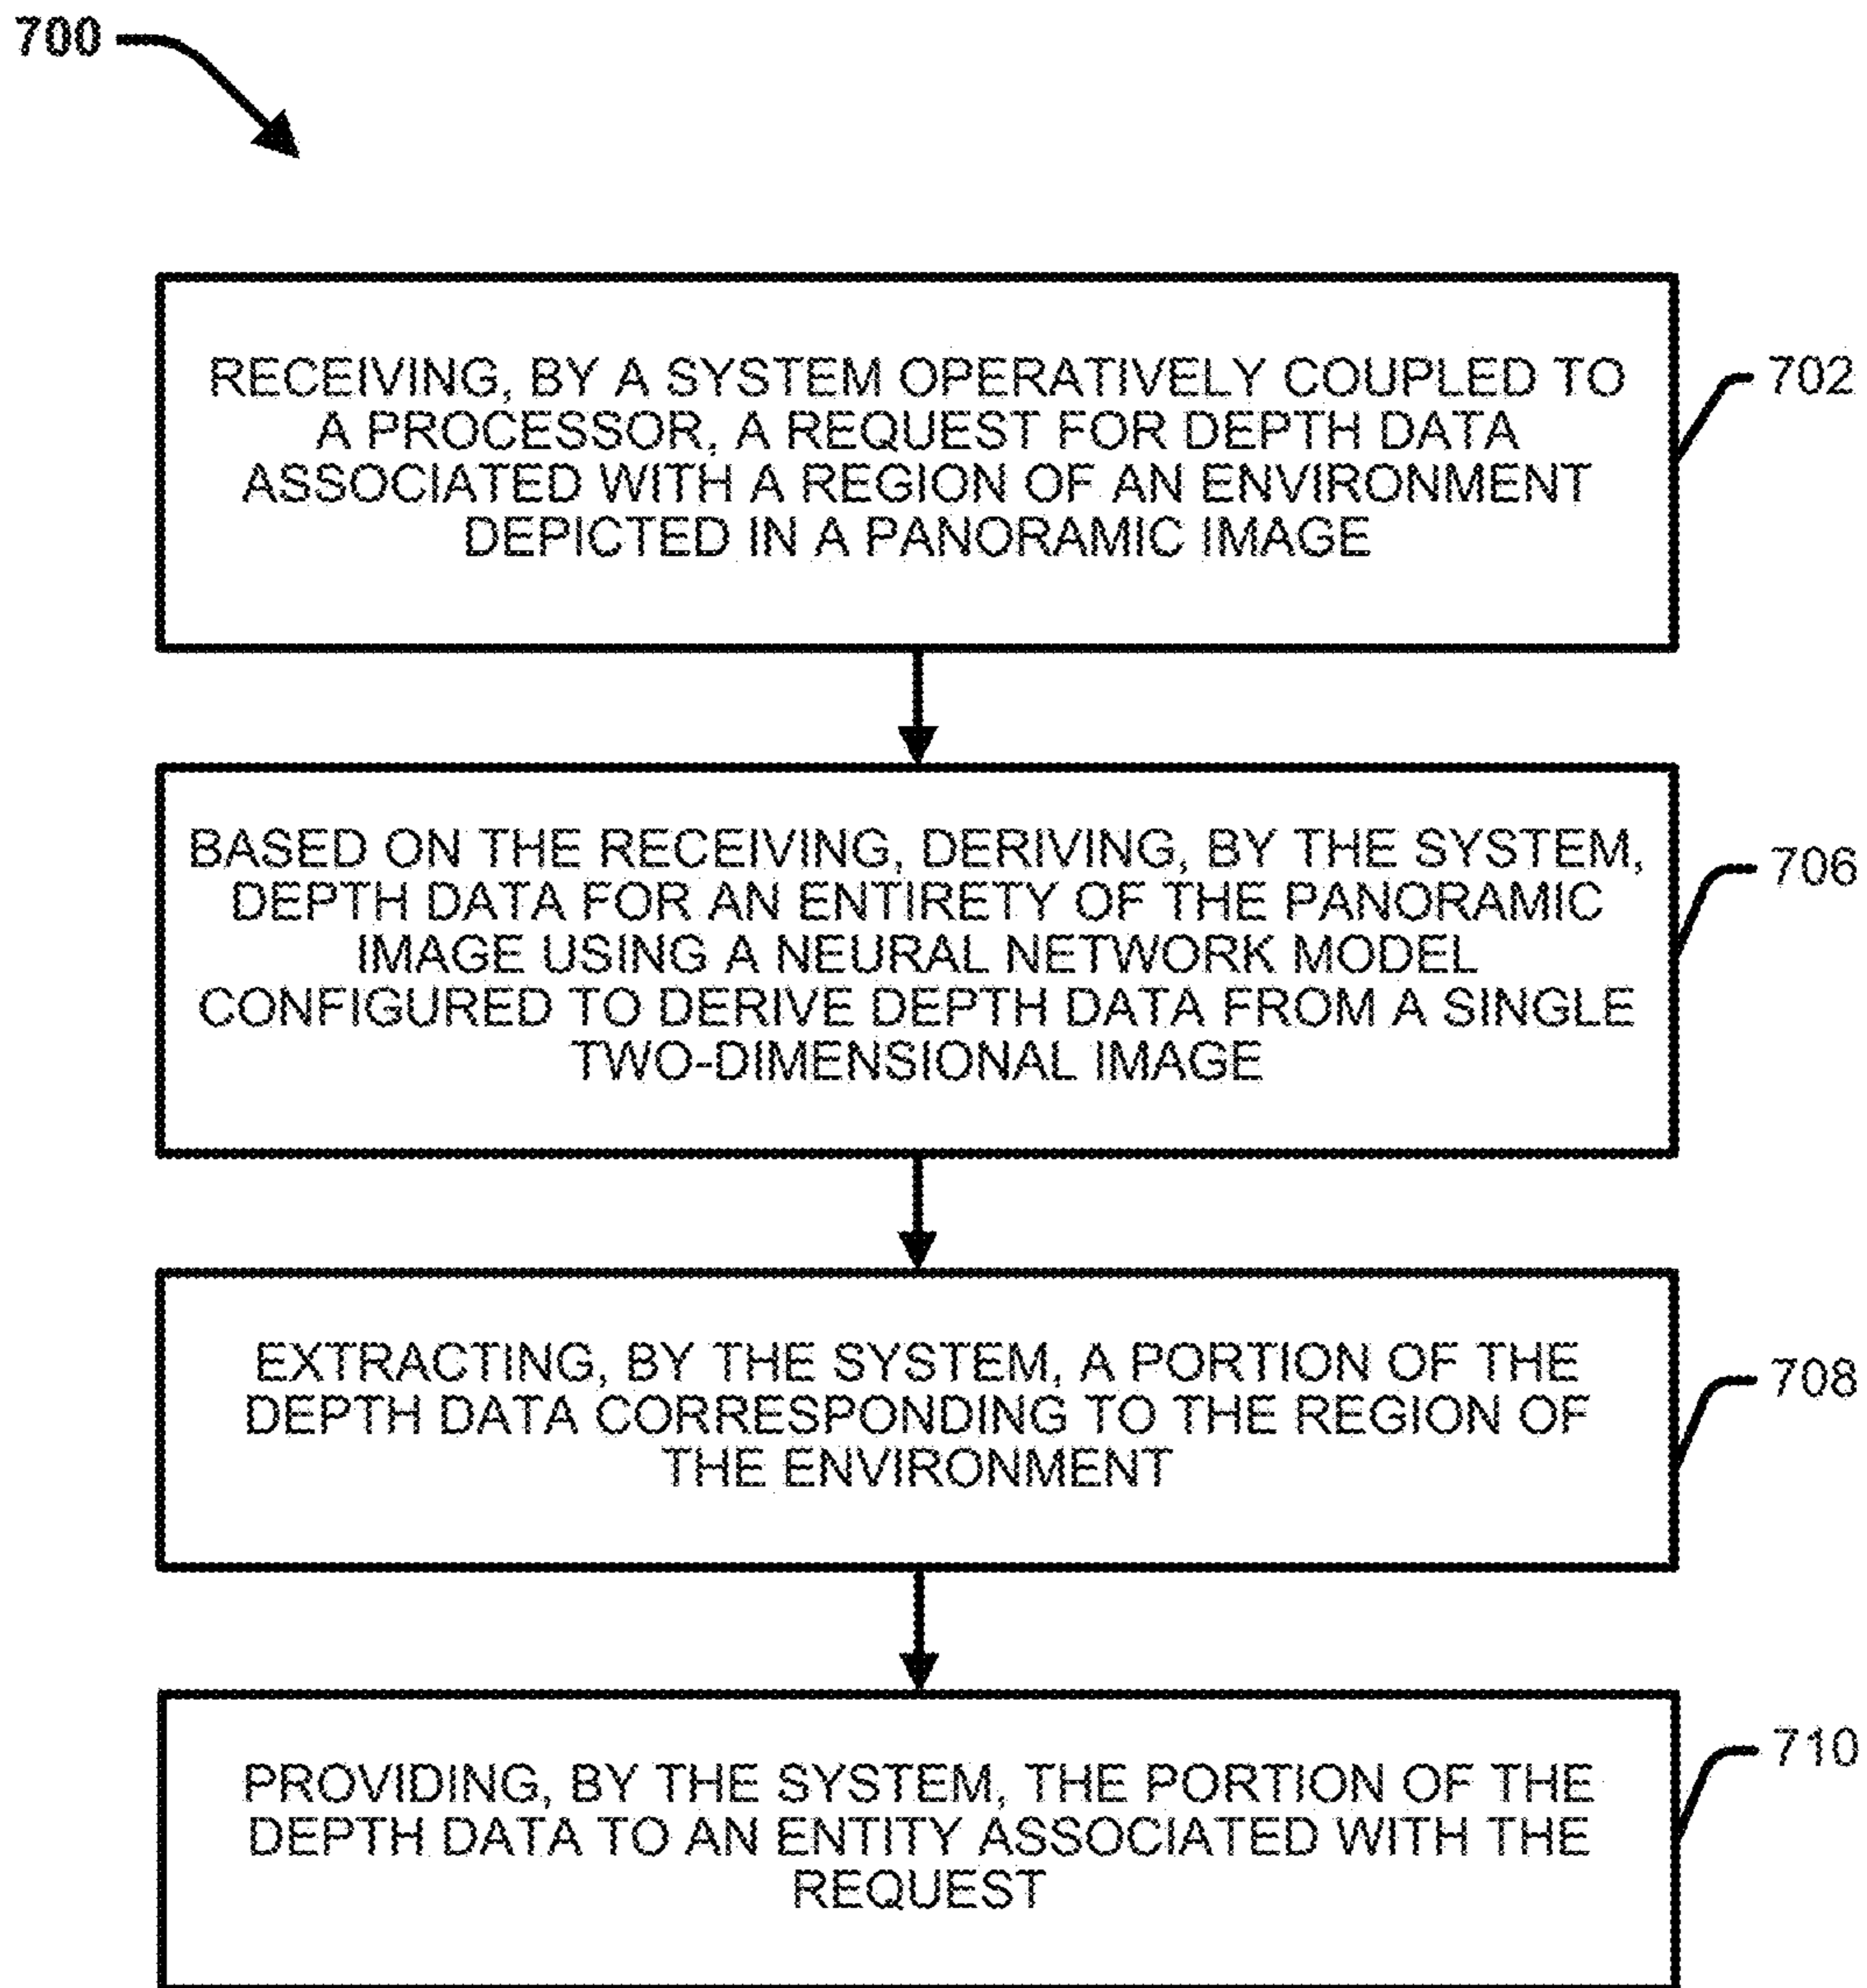 700
RECEIVING, BY A SYSTEM OPERATIVELY COUPLED TO
A PROCESSOR, A REQUEST FOR DEPTH DATA
ASSOCIATED WITH A REGION OF AN ENVIRONMENT
DEPICTED IN A PANORAMIC IMAGE
702
BASED ON THE RECEIVING, DERIVING, BY THE SYSTEM,
DEPTH DATA FOR AN ENTIRETY OF THE PANORAMIC
IMAGE USING A NEURAL NETWORK MODEL
CONFIGURED TO DERIVE DEPTH DATA FROM A SINGLE
TWO-DIMENSIONAL IMAGE
706
EXTRACTING, BY THE SYSTEM, A PORTION OF THE
DEPTH DATA CORRESPONDING TO THE REGION OF
THE ENVIRONMENT
708
PROVIDING, BY THE SYSTEM, THE PORTION OF THE
DEPTH DATA TO AN ENTITY ASSOCIATED WITH THE
REQUEST
710